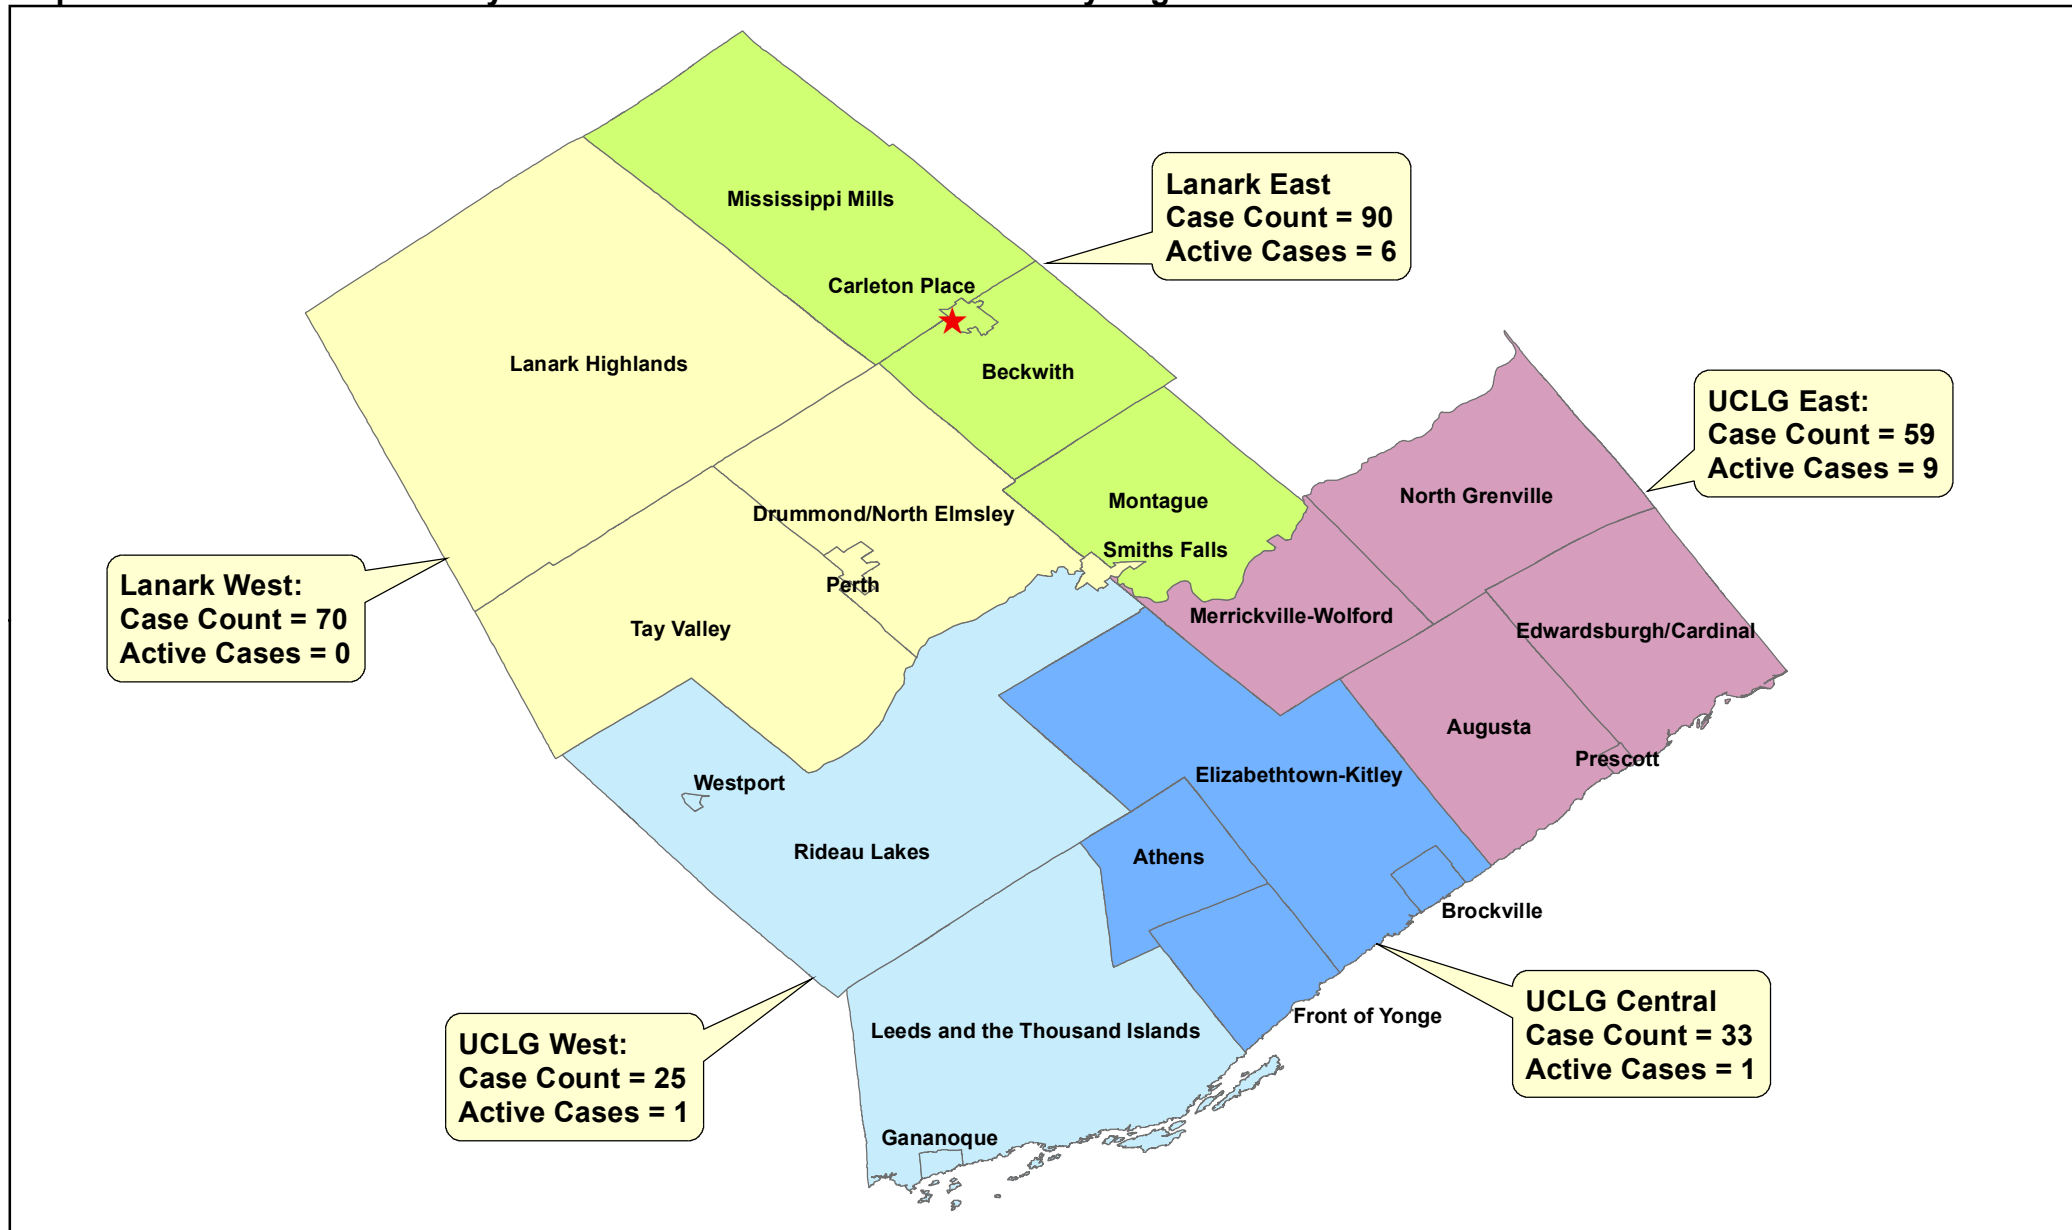 Mississippi Mills
Lanark East
Case Count = 90
Active Cases = 6
Carleton Place
Lanark Highlands
Beckwith
UCLG East:
Case Count = 59
Active Cases = 9
North Grenville
Montague
Drummond/North Elmsley
Smiths Falls
Lanark West:
Case Count = 70
Active Cases = 0
Perth
Tay Valley
Merrickville-Wolford
Edwardsburgh/Cardinal
Augusta
Prescott
Westport
Elizabethtown-Kitley
Rideau Lakes
Athens
Brockville
UCLG Central
Case Count = 33
Active Cases = 1
Front of Yonge
Leeds and the Thousand Islands
UCLG West:
Case Count = 25
Active Cases = 1
Gananoque